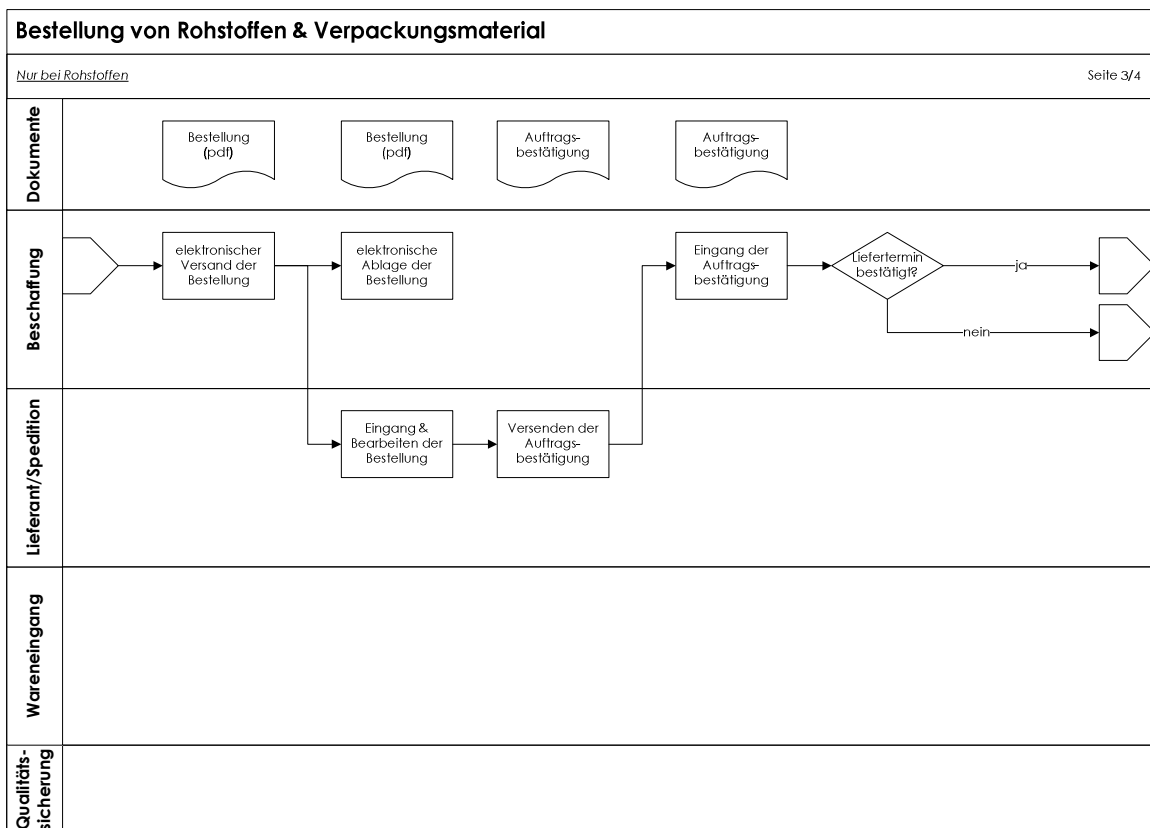 Bestellung von Rohstoffen & Verpackungsmaterial
Nur bei Rohstoffen
Seite 3/4
Dokumente
Bestellung
(pdf)
Bestellung
(pdf)
Auftrags-
bestätigung
Auftrags-
bestätigung
Beschaffung
elektronischer
Versand der
Bestellung
elektronische
Ablage der
Bestellung
Eingang der
Auftrags-
bestätigung
Liefertermin
bestätigt?
ja
nein
Lieferant/Spedition
Eingang &
Bearbeiten der
Bestellung
Versenden der
Auftrags-
bestätigung
Wareneingang
Qualitäts-
sicherung